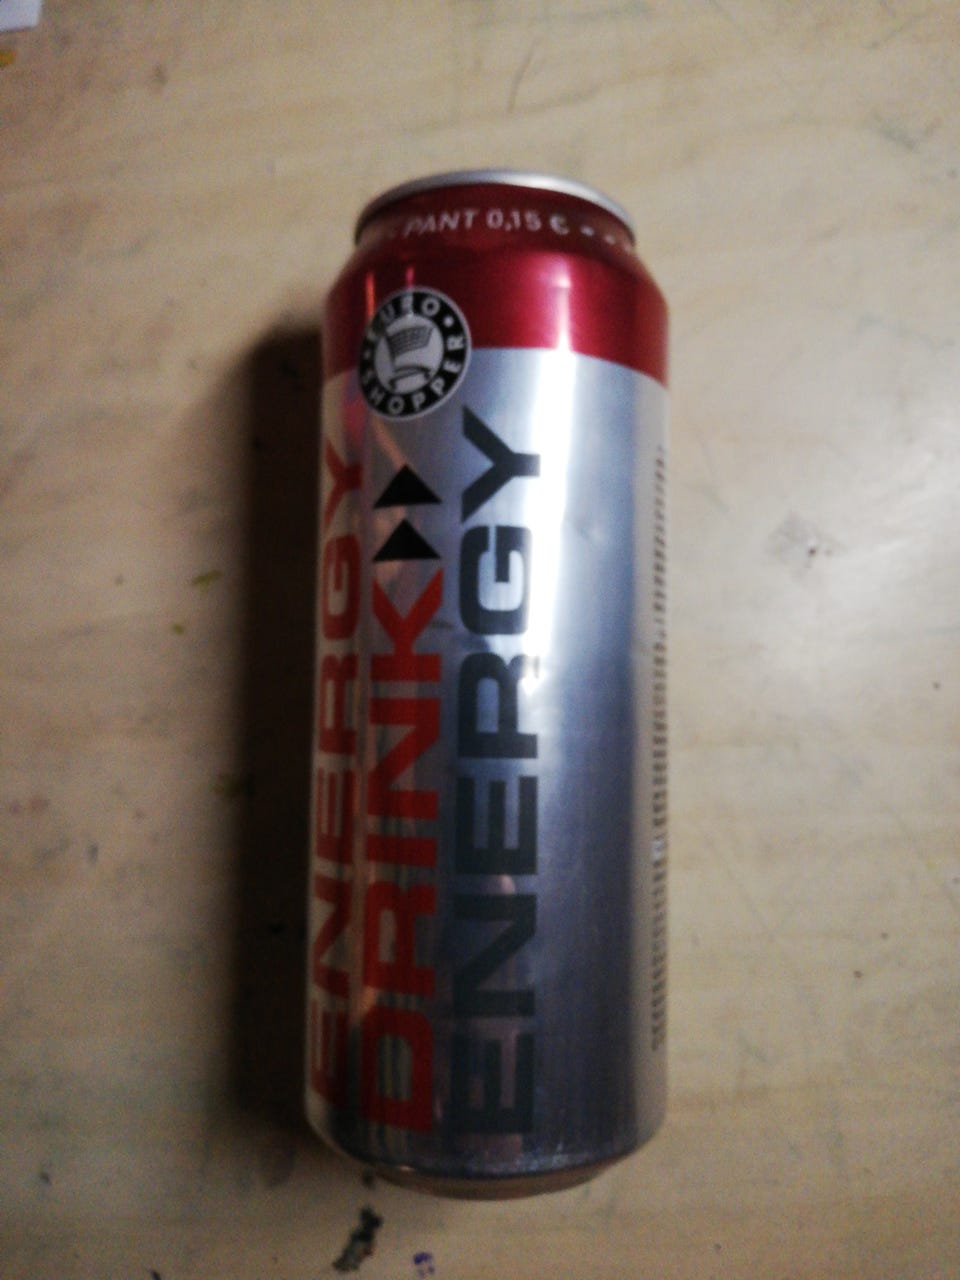 PANT 0,15 €
EURO SHOPPER
ENERGY
DRINK
ENERGY